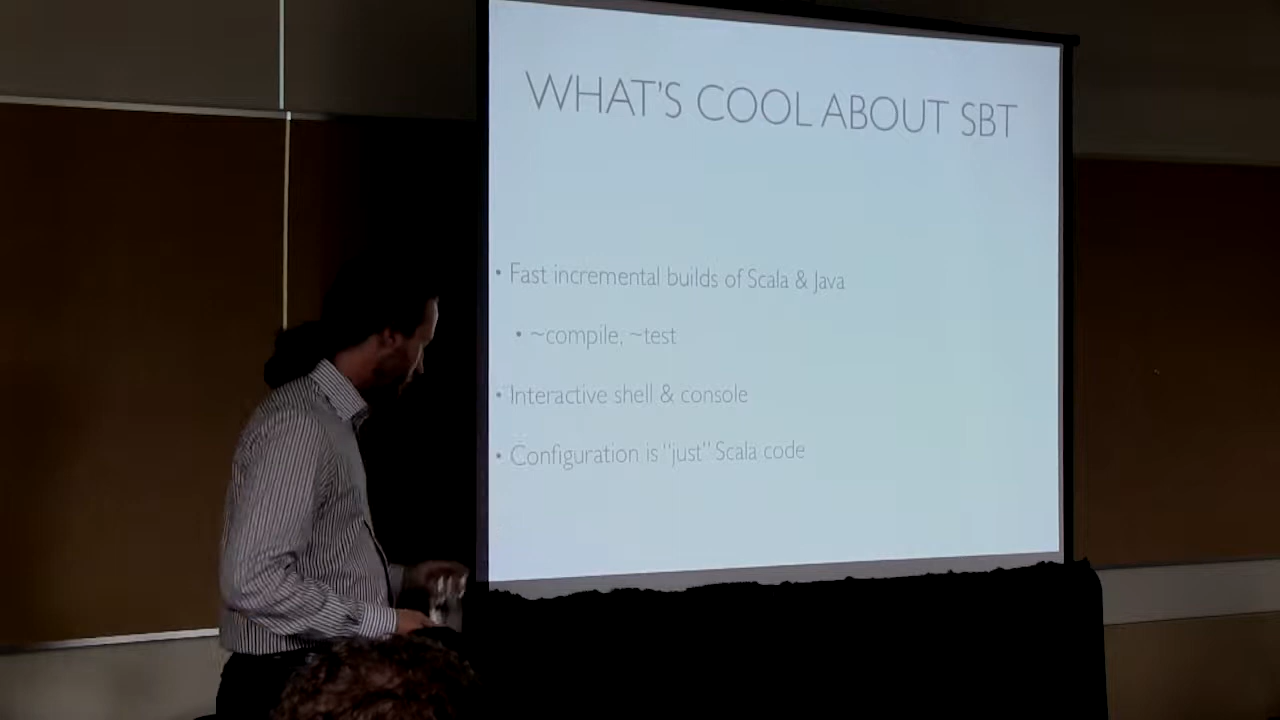 WHAT'S COOL ABOUT SBT
• Fast incremental builds of Scala & Java
• ~compile, ~test
• Interactive shell & console
• Configuration is "just" Scala code